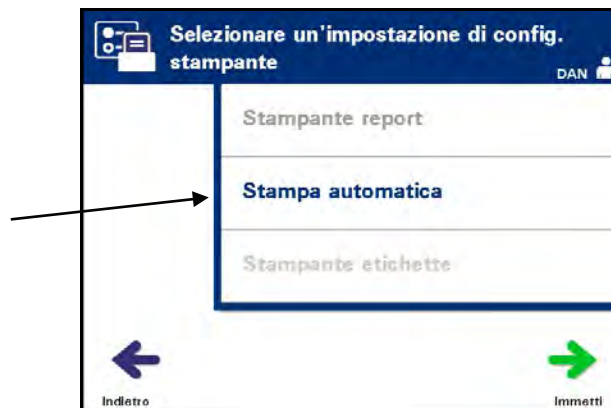 Selezionare un'impostazione di config.
stampante
DAN
Stampante report
Stampa automatica
Stampante etichette
Indietro
Immetti